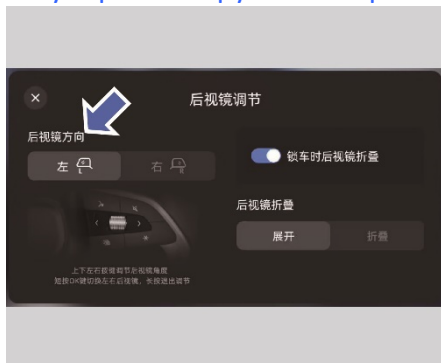 后视镜调节
后视镜方向
左 L
右 R
锁车时后视镜折叠
后视镜折叠
展开
折叠
上下左右按键调节后视镜角度
短按OK键切换左右后视镜，长按退出调节